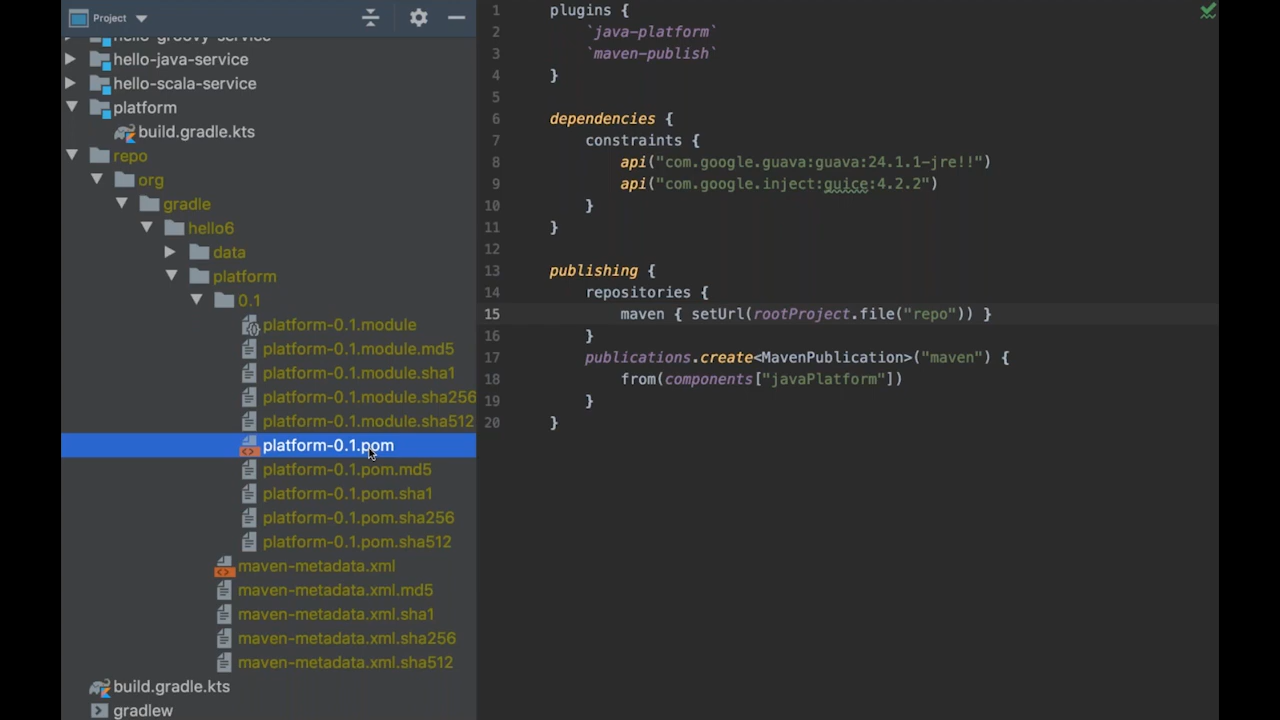 Project
hello-groovy-service
hello-java-service
hello-scala-service
platform
build.gradle.kts
repo
org
gradle
hello6
data
platform
0.1
platform-0.1.module
platform-0.1.module.md5
platform-0.1.module.sha1
platform-0.1.module.sha256
platform-0.1.module.sha512
platform-0.1.pom
platform-0.1.pom.md5
platform-0.1.pom.sha1
platform-0.1.pom.sha256
platform-0.1.pom.sha512
maven-metadata.xml
maven-metadata.xml.md5
maven-metadata.xml.sha1
maven-metadata.xml.sha256
maven-metadata.xml.sha512
build.gradle.kts
gradlew
1 plugins {
2 `java-platform`
3 `maven-publish`
4 }
5
6 dependencies {
7 constraints {
8 api("com.google.guava:guava:24.1.1-jre!!")
9 api("com.google.inject:guice:4.2.2")
10 }
11 }
12
13 publishing {
14 repositories {
15 maven { setUrl(rootProject.file("repo")) }
16 }
17 publications.create<MavenPublication>("maven") {
18 from(components["javaPlatform"])
19 }
20 }